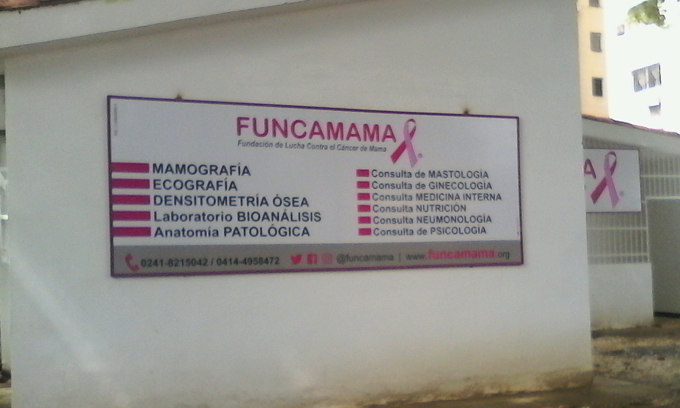 FUNCAMAMA
Fundación de Lucha Contra el Cáncer de Mama
MAMOGRAFÍA
ECOGRAFÍA
DENSITOMETRÍA ÓSEA
Laboratorio BIOANÁLISIS
Anatomía PATOLÓGICA
Consulta de MASTOLOGÍA
Consulta de GINECOLOGÍA
Consulta MEDICINA INTERNA
Consulta NUTRICIÓN
Consulta NEUMONOLOGÍA
Consulta de PSICOLOGÍA
0241-8215042 / 0414-4958472 @funcamama | www.funcamama.org
A